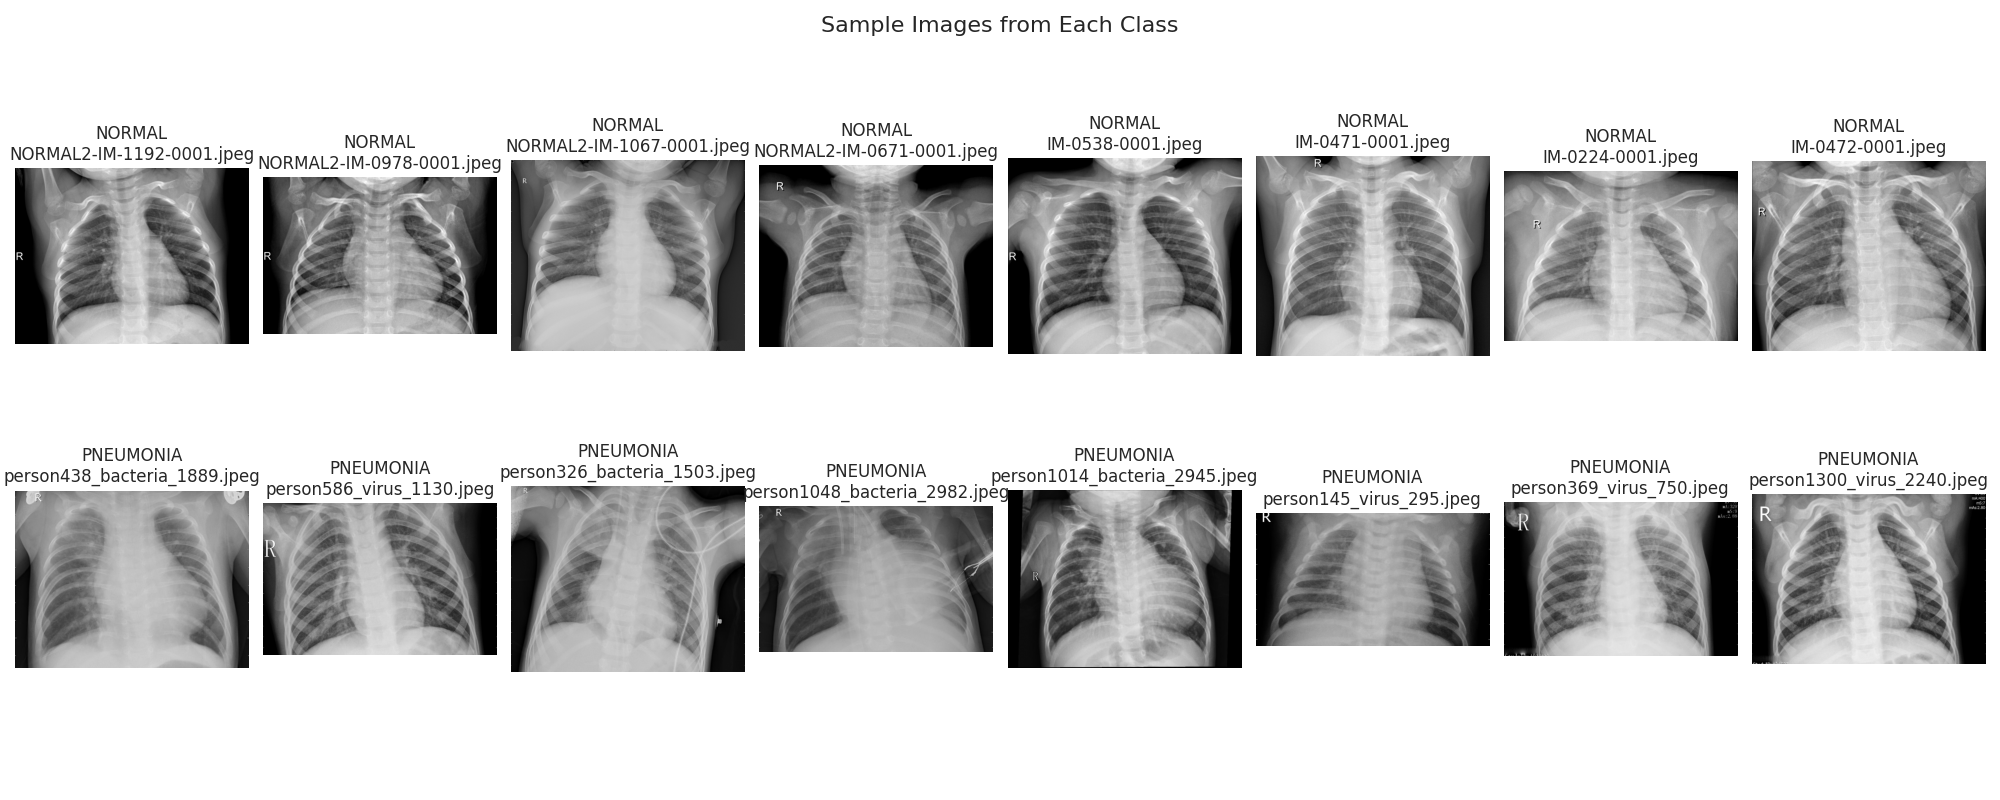 Sample Images from Each Class
NORMAL
NORMAL2-IM-1192-0001.jpeg
NORMAL
NORMAL2-IM-0978-0001.jpeg
NORMAL
NORMAL2-IM-1067-0001.jpeg
NORMAL
NORMAL2-IM-0671-0001.jpeg
NORMAL
IM-0538-0001.jpeg
NORMAL
IM-0471-0001.jpeg
NORMAL
IM-0224-0001.jpeg
NORMAL
IM-0472-0001.jpeg
R
R
R
R
R
R
R
R
PNEUMONIA
person438_bacteria_1889.jpeg
PNEUMONIA
person586_virus_1130.jpeg
PNEUMONIA
person326_bacteria_1503.jpeg
PNEUMONIA
person1048_bacteria_2982.jpeg
PNEUMONIA
person1014_bacteria_2945.jpeg
PNEUMONIA
person145_virus_295.jpeg
PNEUMONIA
person369_virus_750.jpeg
PNEUMONIA
person1300_virus_2240.jpeg
R
R
R
R
R
R
R
R